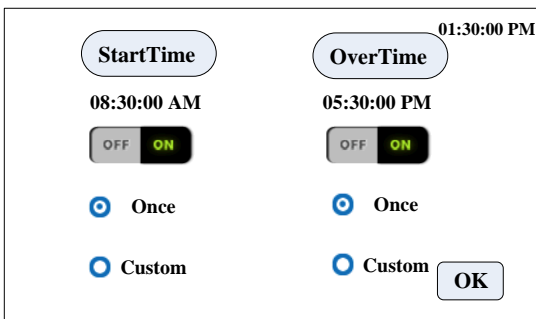 01:30:00 PM
StartTime OverTime
08:30:00 AM 05:30:00 PM
OFF ON OFF ON
Once Once
Custom Custom
OK